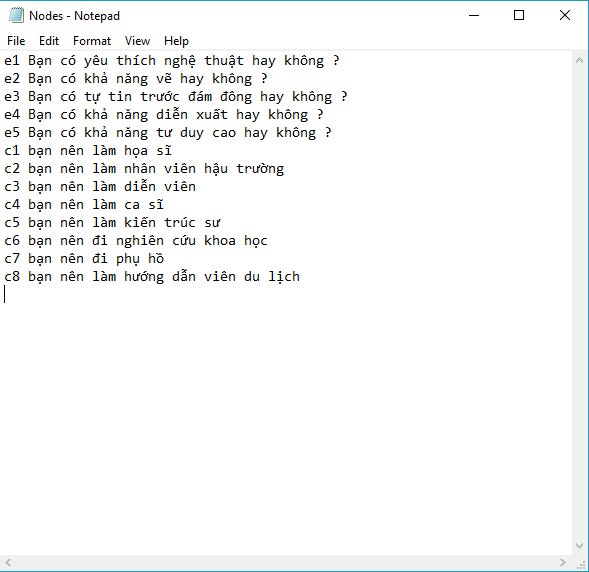 Nodes - Notepad
File Edit Format View Help
e1 Bạn có yêu thích nghệ thuật hay không ?
e2 Bạn có khả năng vẽ hay không ?
e3 Bạn có tự tin trước đám đông hay không ?
e4 Bạn có khả năng diễn xuất hay không ?
e5 Bạn có khả năng tư duy cao hay không ?
c1 bạn nên làm họa sĩ
c2 bạn nên làm nhân viên hậu trường
c3 bạn nên làm diễn viên
c4 bạn nên làm ca sĩ
c5 bạn nên làm kiến trúc sư
c6 bạn nên đi nghiên cứu khoa học
c7 bạn nên đi phụ hồ
c8 bạn nên làm hướng dẫn viên du lịch